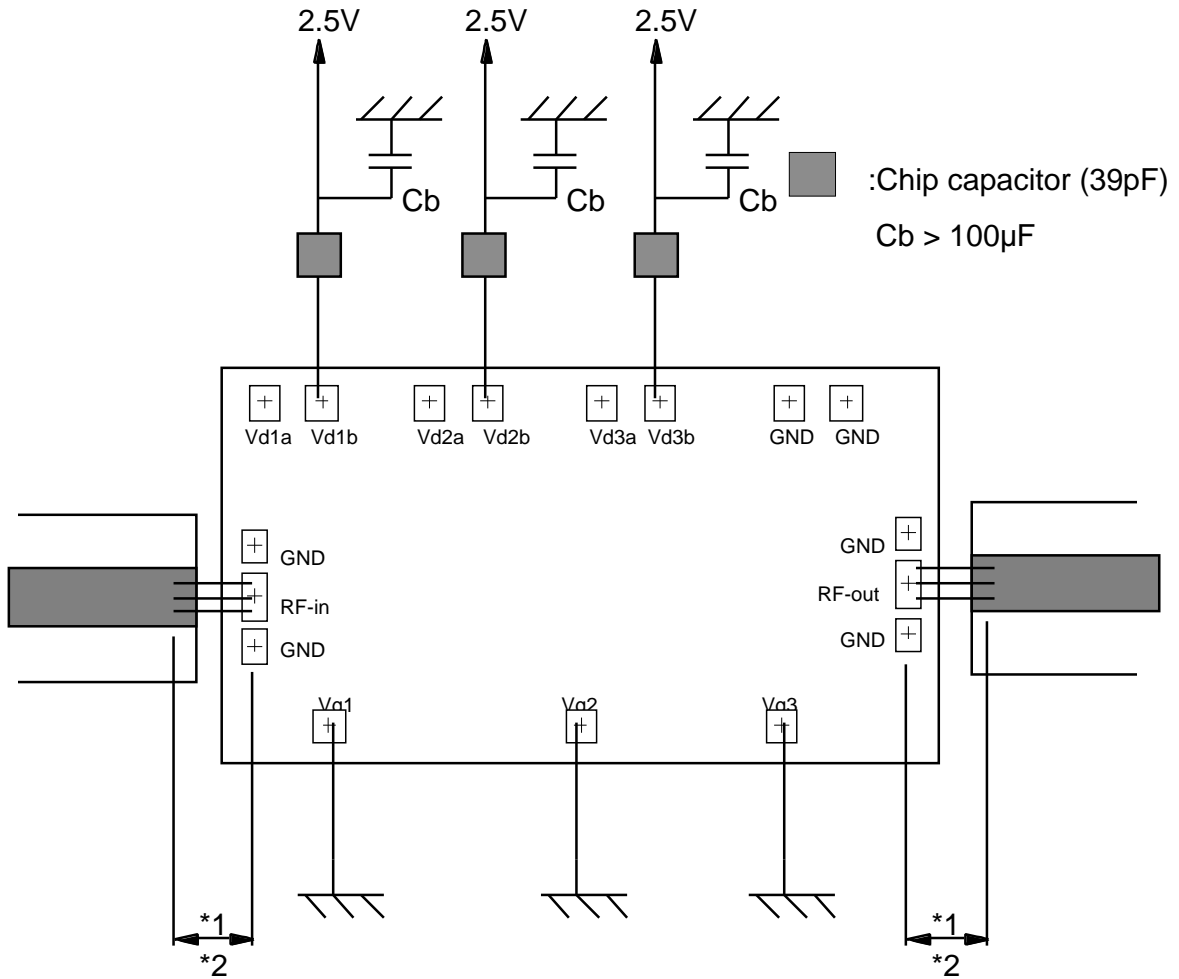 2.5V 2.5V 2.5V
Cb Cb Cb
:Chip capacitor (39pF)
Cb > 100µF
Vd1a Vd1b Vd2a Vd2b Vd3a Vd3b GND GND
GND GND
RF-in RF-out
GND GND
Vg1 Vg2 Vg3
*1 *1
*2 *2